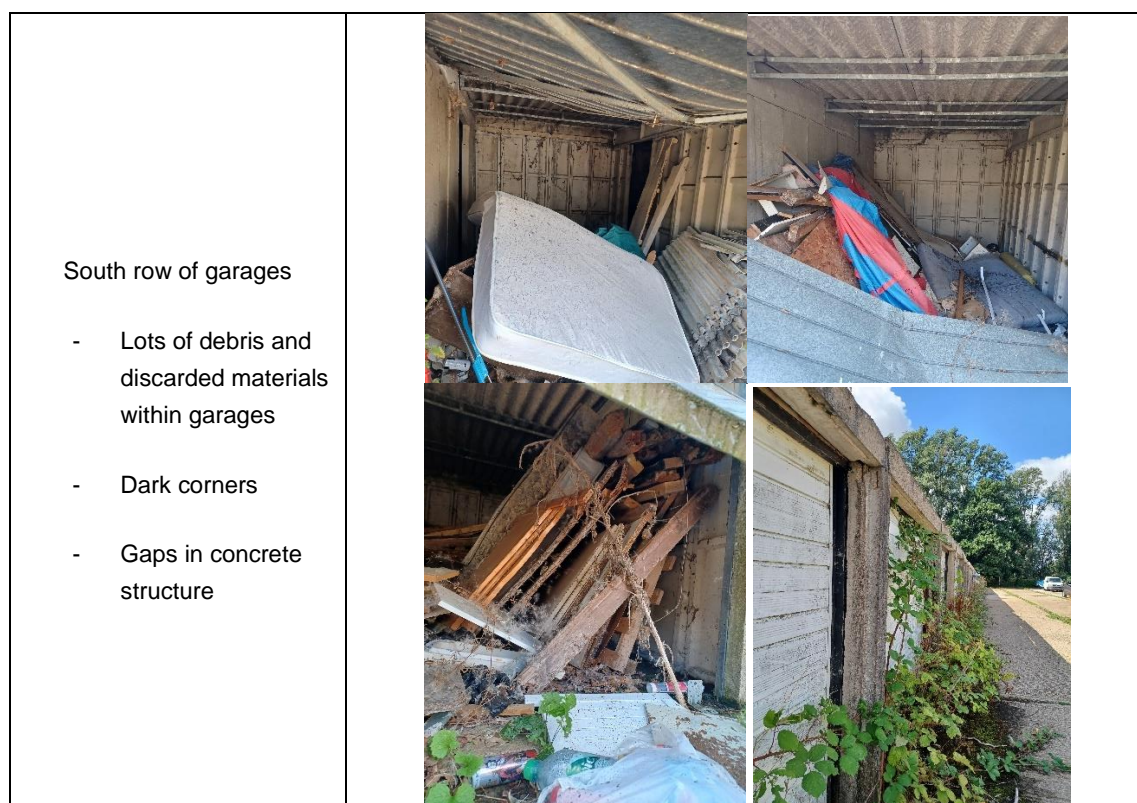 South row of garages
- Lots of debris and
discarded materials
within garages
- Dark corners
- Gaps in concrete
structure